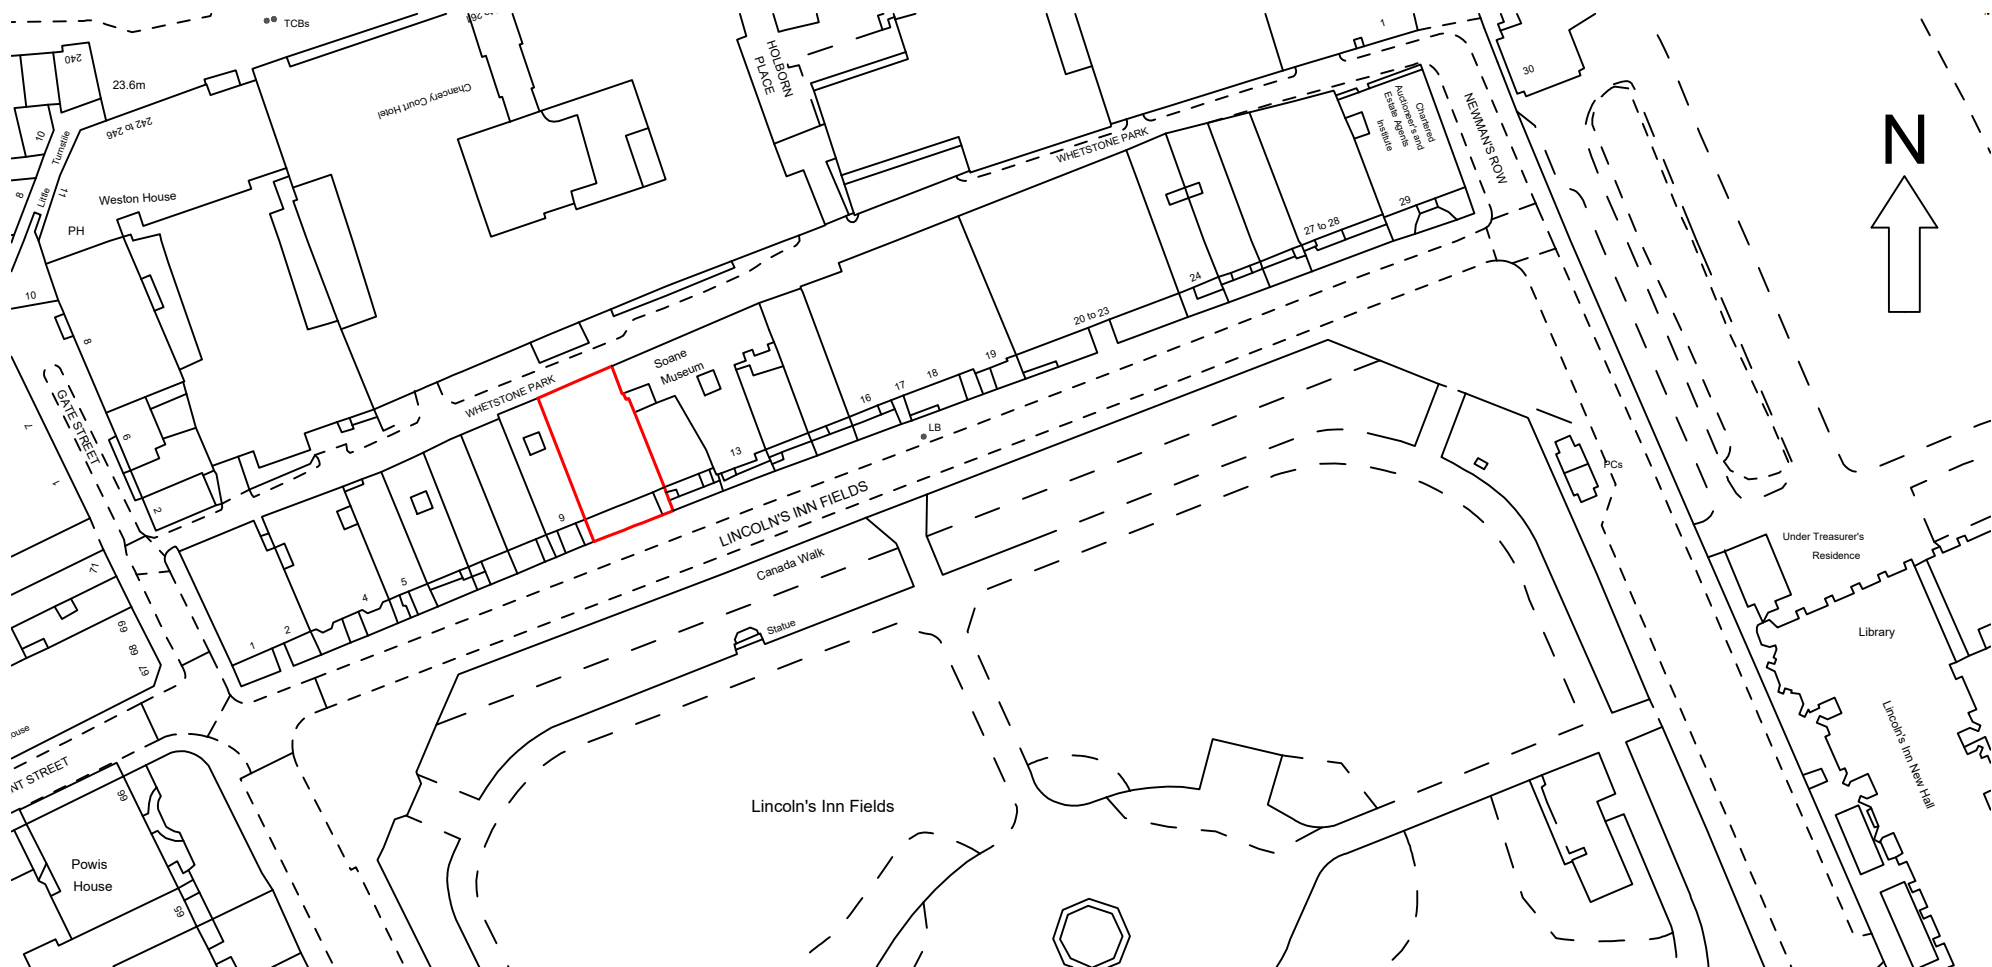 TCBs
240
23.6m
242 to 246
10
Little
Turnstile
11
8
Weston House
PH
10
8
Chancery Court Hotel
HOLBORN
PLACE
1
30
N
NEWMAN'S ROW
Chartered
Auctioneer's and
Estate Agents
Institute
WHETSTONE PARK
29
27 to 28
24
20 to 23
19
18
17
16
LB
Soane
Museum
13
WHETSTONE PARK
9
GATE STREET
7
6
1
2
71
5
4
2
1
69
68
67
LINCOLN'S INN FIELDS
Canada Walk
Statue
PCs
Under Treasurer's
Residence
Library
Lincoln's Inn New Hall
ouse
NT STREET
66
Powis
House
65
Lincoln's Inn Fields